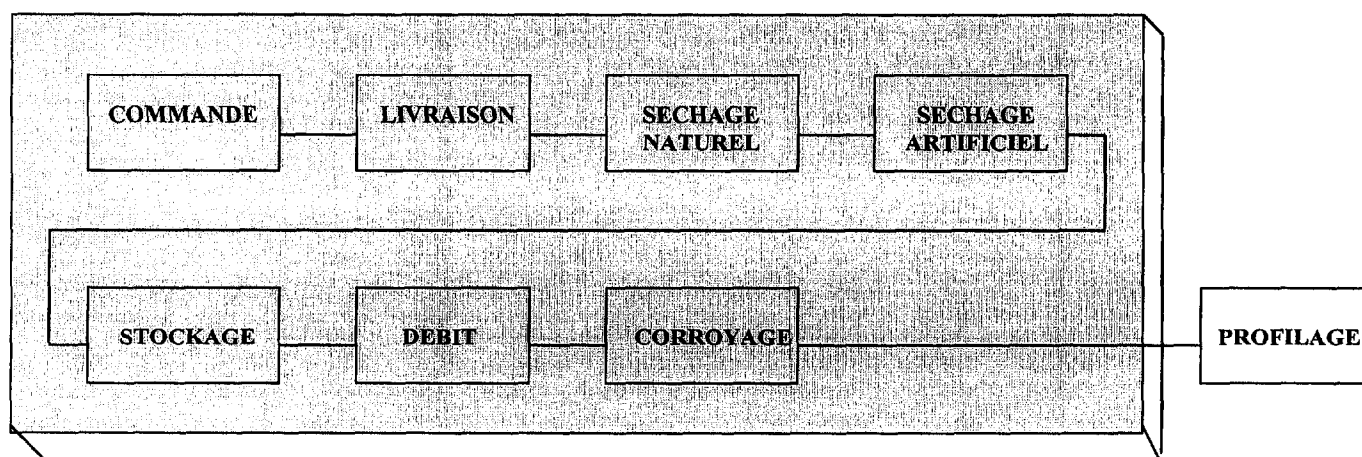 COMMANDE
LIVRAISON
SECHAGE
NATUREL
SECHAGE
ARTIFICIEL
STOCKAGE
DEBIT
CORROYAGE
PROFILAGE